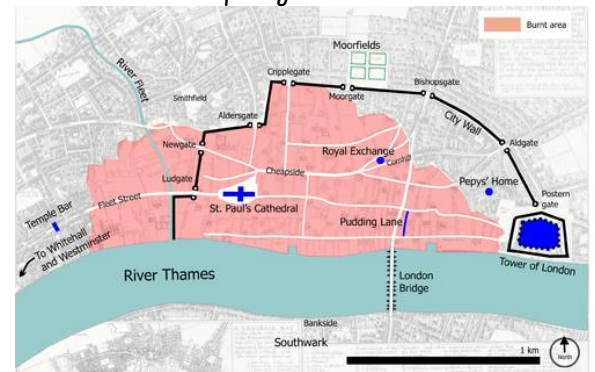 Burnt area
Moorfields
River Fleet
Cripplegate
Bishopsgate
Smithfield
Moorgate
Aldersgate
City Wall
Newgate
Royal Exchange
Aldgate
Cornhill
Cheapside
Ludgate
Pepys' Home
Postern
gate
Fleet Street
St. Paul's Cathedral
Temple Bar
Pudding Lane
To Whitehall
and Westminster
Tower of London
River Thames
London
Bridge
Bankside
Southwark
1 km
North